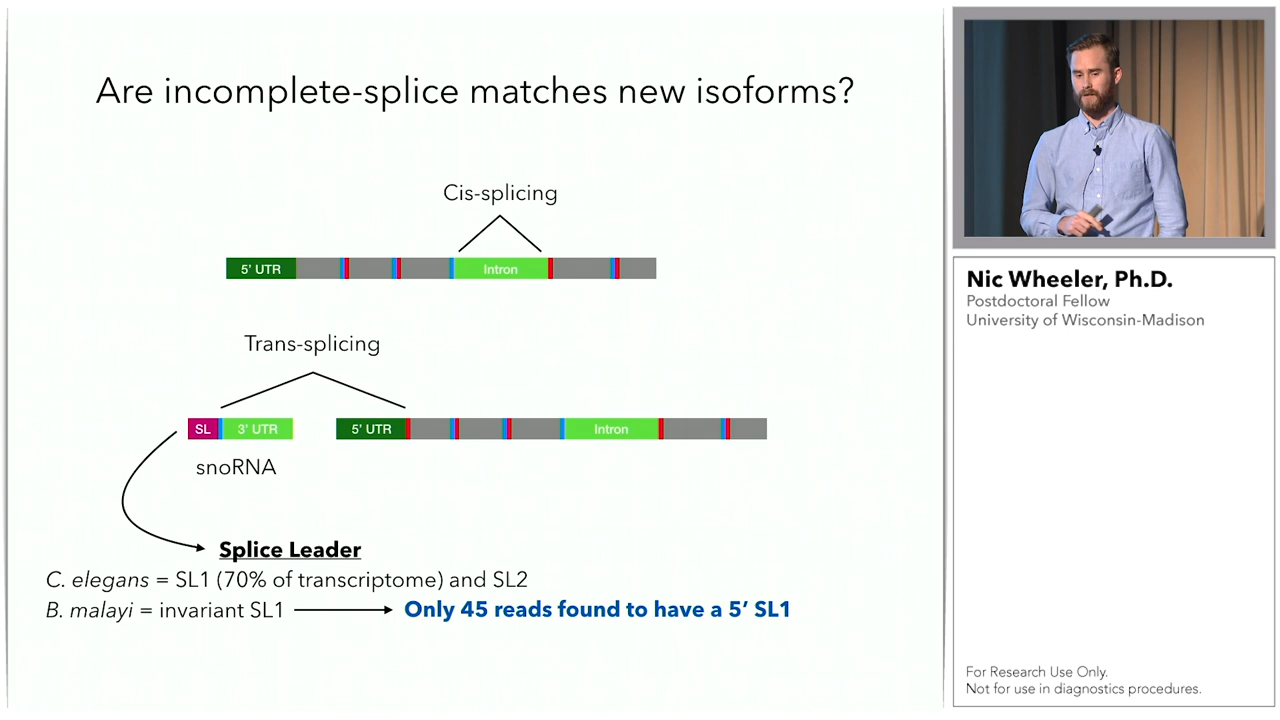 Are incomplete-splice matches new isoforms?
Cis-splicing
5' UTR
Intron
Trans-splicing
SL
3' UTR
5' UTR
Intron
snoRNA
Splice Leader
C. elegans = SL1 (70% of transcriptome) and SL2
B. malayi = invariant SL1
Only 45 reads found to have a 5' SL1
Nic Wheeler, Ph.D.
Postdoctoral Fellow
University of Wisconsin-Madison
For Research Use Only.
Not for use in diagnostics procedures.